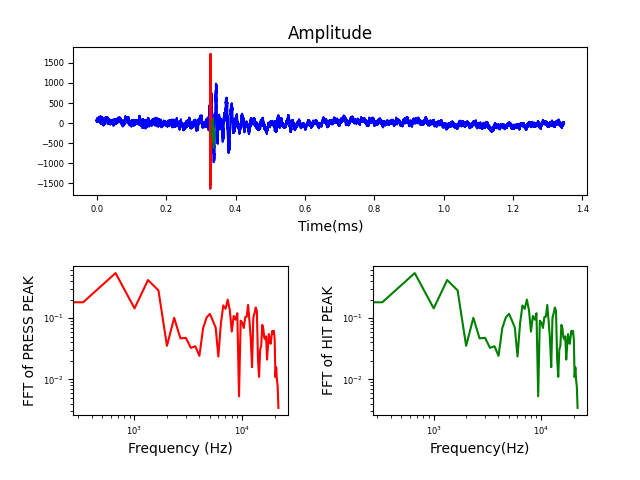 Amplitude
1500
1000
500
0
−500
−1000
−1500
0.0 0.2 0.4 0.6 0.8 1.0 1.2 1.4
Time(ms)
FFT of PRESS PEAK
10⁻¹
10⁻²
10³ 10⁴
Frequency (Hz)
FFT of HIT PEAK
10⁻¹
10⁻²
10³ 10⁴
Frequency(Hz)